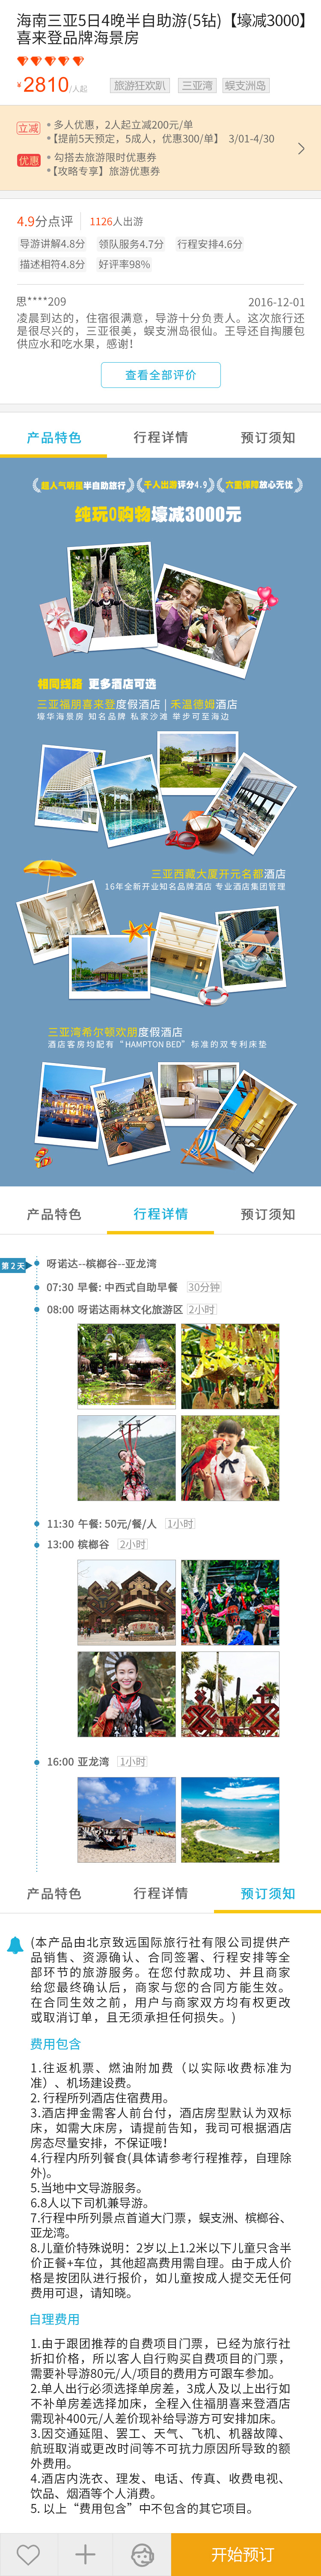 海南三亚5日4晚半自助游(5钻)【壕减3000】
喜来登品牌海景房
¥2810/人起
旅游狂欢趴 三亚湾 蜈支洲岛
立减
• 多人优惠，2人起立减200元/单
•【提前5天预定，5成人，优惠300/单】 3/01-4/30
优惠
• 勾搭去旅游限时优惠券
•【攻略专享】旅游优惠券
4.9分点评 1126人出游
导游讲解4.8分 领队服务4.7分 行程安排4.6分
描述相符4.8分 好评率98%
思****209 2016-12-01
凌晨到达的，住宿很满意，导游十分负责人。这次旅行还
是很尽兴的，三亚很美，蜈支洲岛很仙。王导还自掏腰包
供应水和吃水果，感谢！
查看全部评价
产品特色 行程详情 预订须知
《超人气明星半自助旅行》《千人出游评分4.9》《六重保障放心无忧》
纯玩0购物壕减3000元
相同线路 更多酒店可选
三亚福朋喜来登度假酒店 | 禾温德姆酒店
壕华海景房 知名品牌 私家沙滩 举步可至海边
三亚西藏大厦开元名都酒店
16年全新开业知名品牌酒店 专业酒店集团管理
三亚湾希尔顿欢朋度假酒店
酒店客房均配有“HAMPTON BED”标准的双专利床垫
产品特色 行程详情 预订须知
第2天
呀诺达--槟榔谷--亚龙湾
07:30 早餐: 中西式自助早餐 30分钟
08:00 呀诺达雨林文化旅游区 2小时
11:30 午餐: 50元/餐/人 1小时
13:00 槟榔谷 2小时
16:00 亚龙湾 1小时
产品特色 行程详情 预订须知
(本产品由北京致远国际旅行社有限公司提供产
品销售、资源确认、合同签署、行程安排等全
部环节的旅游服务。在您付款成功、并且商家
给您最终确认后，商家与您的合同方能生效。
在合同生效之前，用户与商家双方均有权更改
或取消订单，且无须承担任何损失。)
费用包含
1.往返机票、燃油附加费（以实际收费标准为
准）、机场建设费。
2. 行程所列酒店住宿费用。
3.酒店押金需客人前台付，酒店房型默认为双标
床，如需大床房，请提前告知，我司可根据酒店
房态尽量安排，不保证哦！
4.行程内所列餐食(具体请参考行程推荐，自理除
外)。
5.当地中文导游服务。
6.8人以下司机兼导游。
7.行程中所列景点首道大门票，蜈支洲、槟榔谷、
亚龙湾。
8.儿童价特殊说明：2岁以上1.2米以下儿童只含半
价正餐+车位，其他超高费用需自理。由于成人价
格是按团队进行报价，如儿童按成人提交无任何
费用可退，请知晓。
自理费用
1.由于跟团推荐的自费项目门票，已经为旅行社
折扣价格，所以客人自行购买自费项目的门票，
需要补导游80元/人/项目的费用方可跟车参加。
2.单人出行必须选择单房差，3成人及以上出行如
不补单房差选择加床，全程入住福朋喜来登酒店
需现补400元/人差价现补给导游方可安排加床。
3.因交通延阻、罢工、天气、飞机、机器故障、
航班取消或更改时间等不可抗力原因所导致的额
外费用。
4.酒店内洗衣、理发、电话、传真、收费电视、
饮品、烟酒等个人消费。
5. 以上“费用包含”中不包含的其它项目。
开始预订